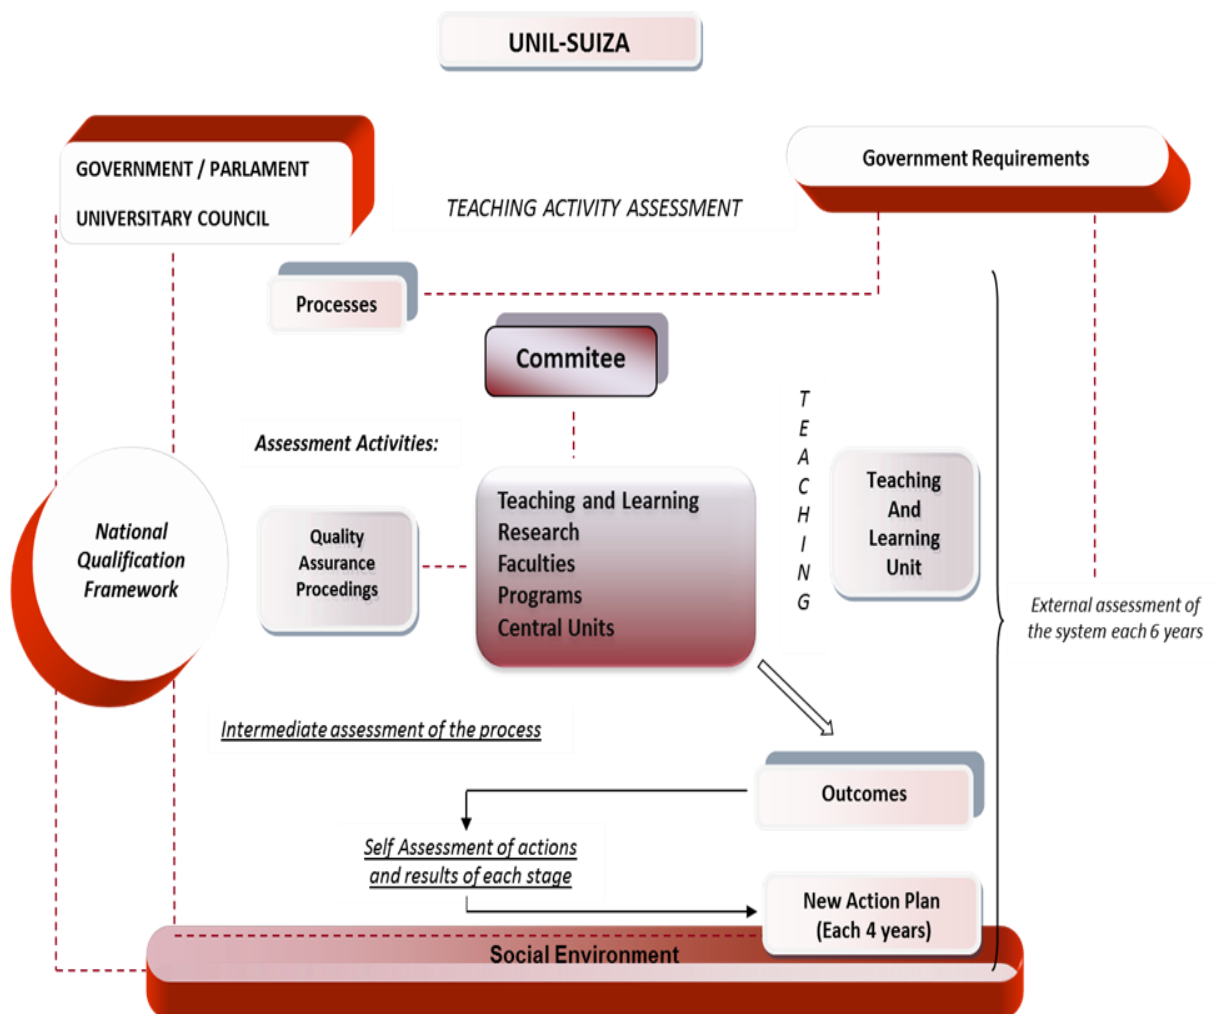 UNIL-SUIZA
GOVERNMENT / PARLAMENT
UNIVERSITARY COUNCIL
Government Requirements
TEACHING ACTIVITY ASSESSMENT
Processes
Commitee
Assessment Activities:
TEACHING
National
Qualification
Framework
Quality
Assurance
Procedings
Teaching and Learning
Research
Faculties
Programs
Central Units
Teaching
And
Learning
Unit
External assessment of
the system each 6 years
Intermediate assessment of the process
Outcomes
Self Assessment of actions
and results of each stage
New Action Plan
(Each 4 years)
Social Environment